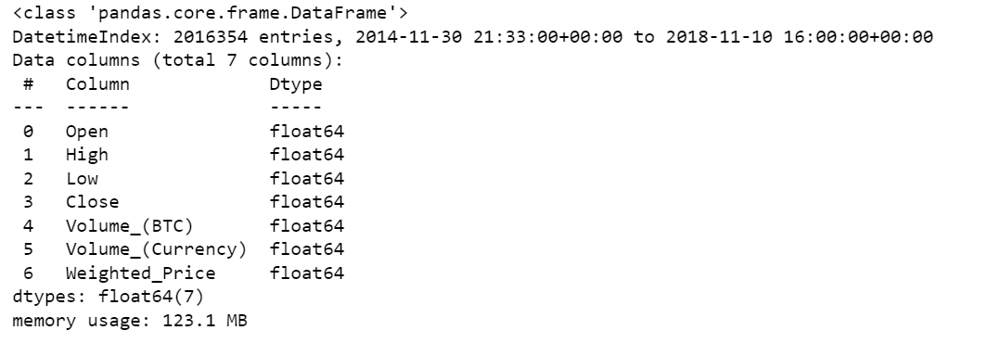 <class 'pandas.core.frame.DataFrame'>
DatetimeIndex: 2016354 entries, 2014-11-30 21:33:00+00:00 to 2018-11-10 16:00:00+00:00
Data columns (total 7 columns):
 #   Column             Dtype
---  ------             -----
 0   Open               float64
 1   High               float64
 2   Low                float64
 3   Close              float64
 4   Volume_(BTC)       float64
 5   Volume_(Currency)  float64
 6   Weighted_Price     float64
dtypes: float64(7)
memory usage: 123.1 MB